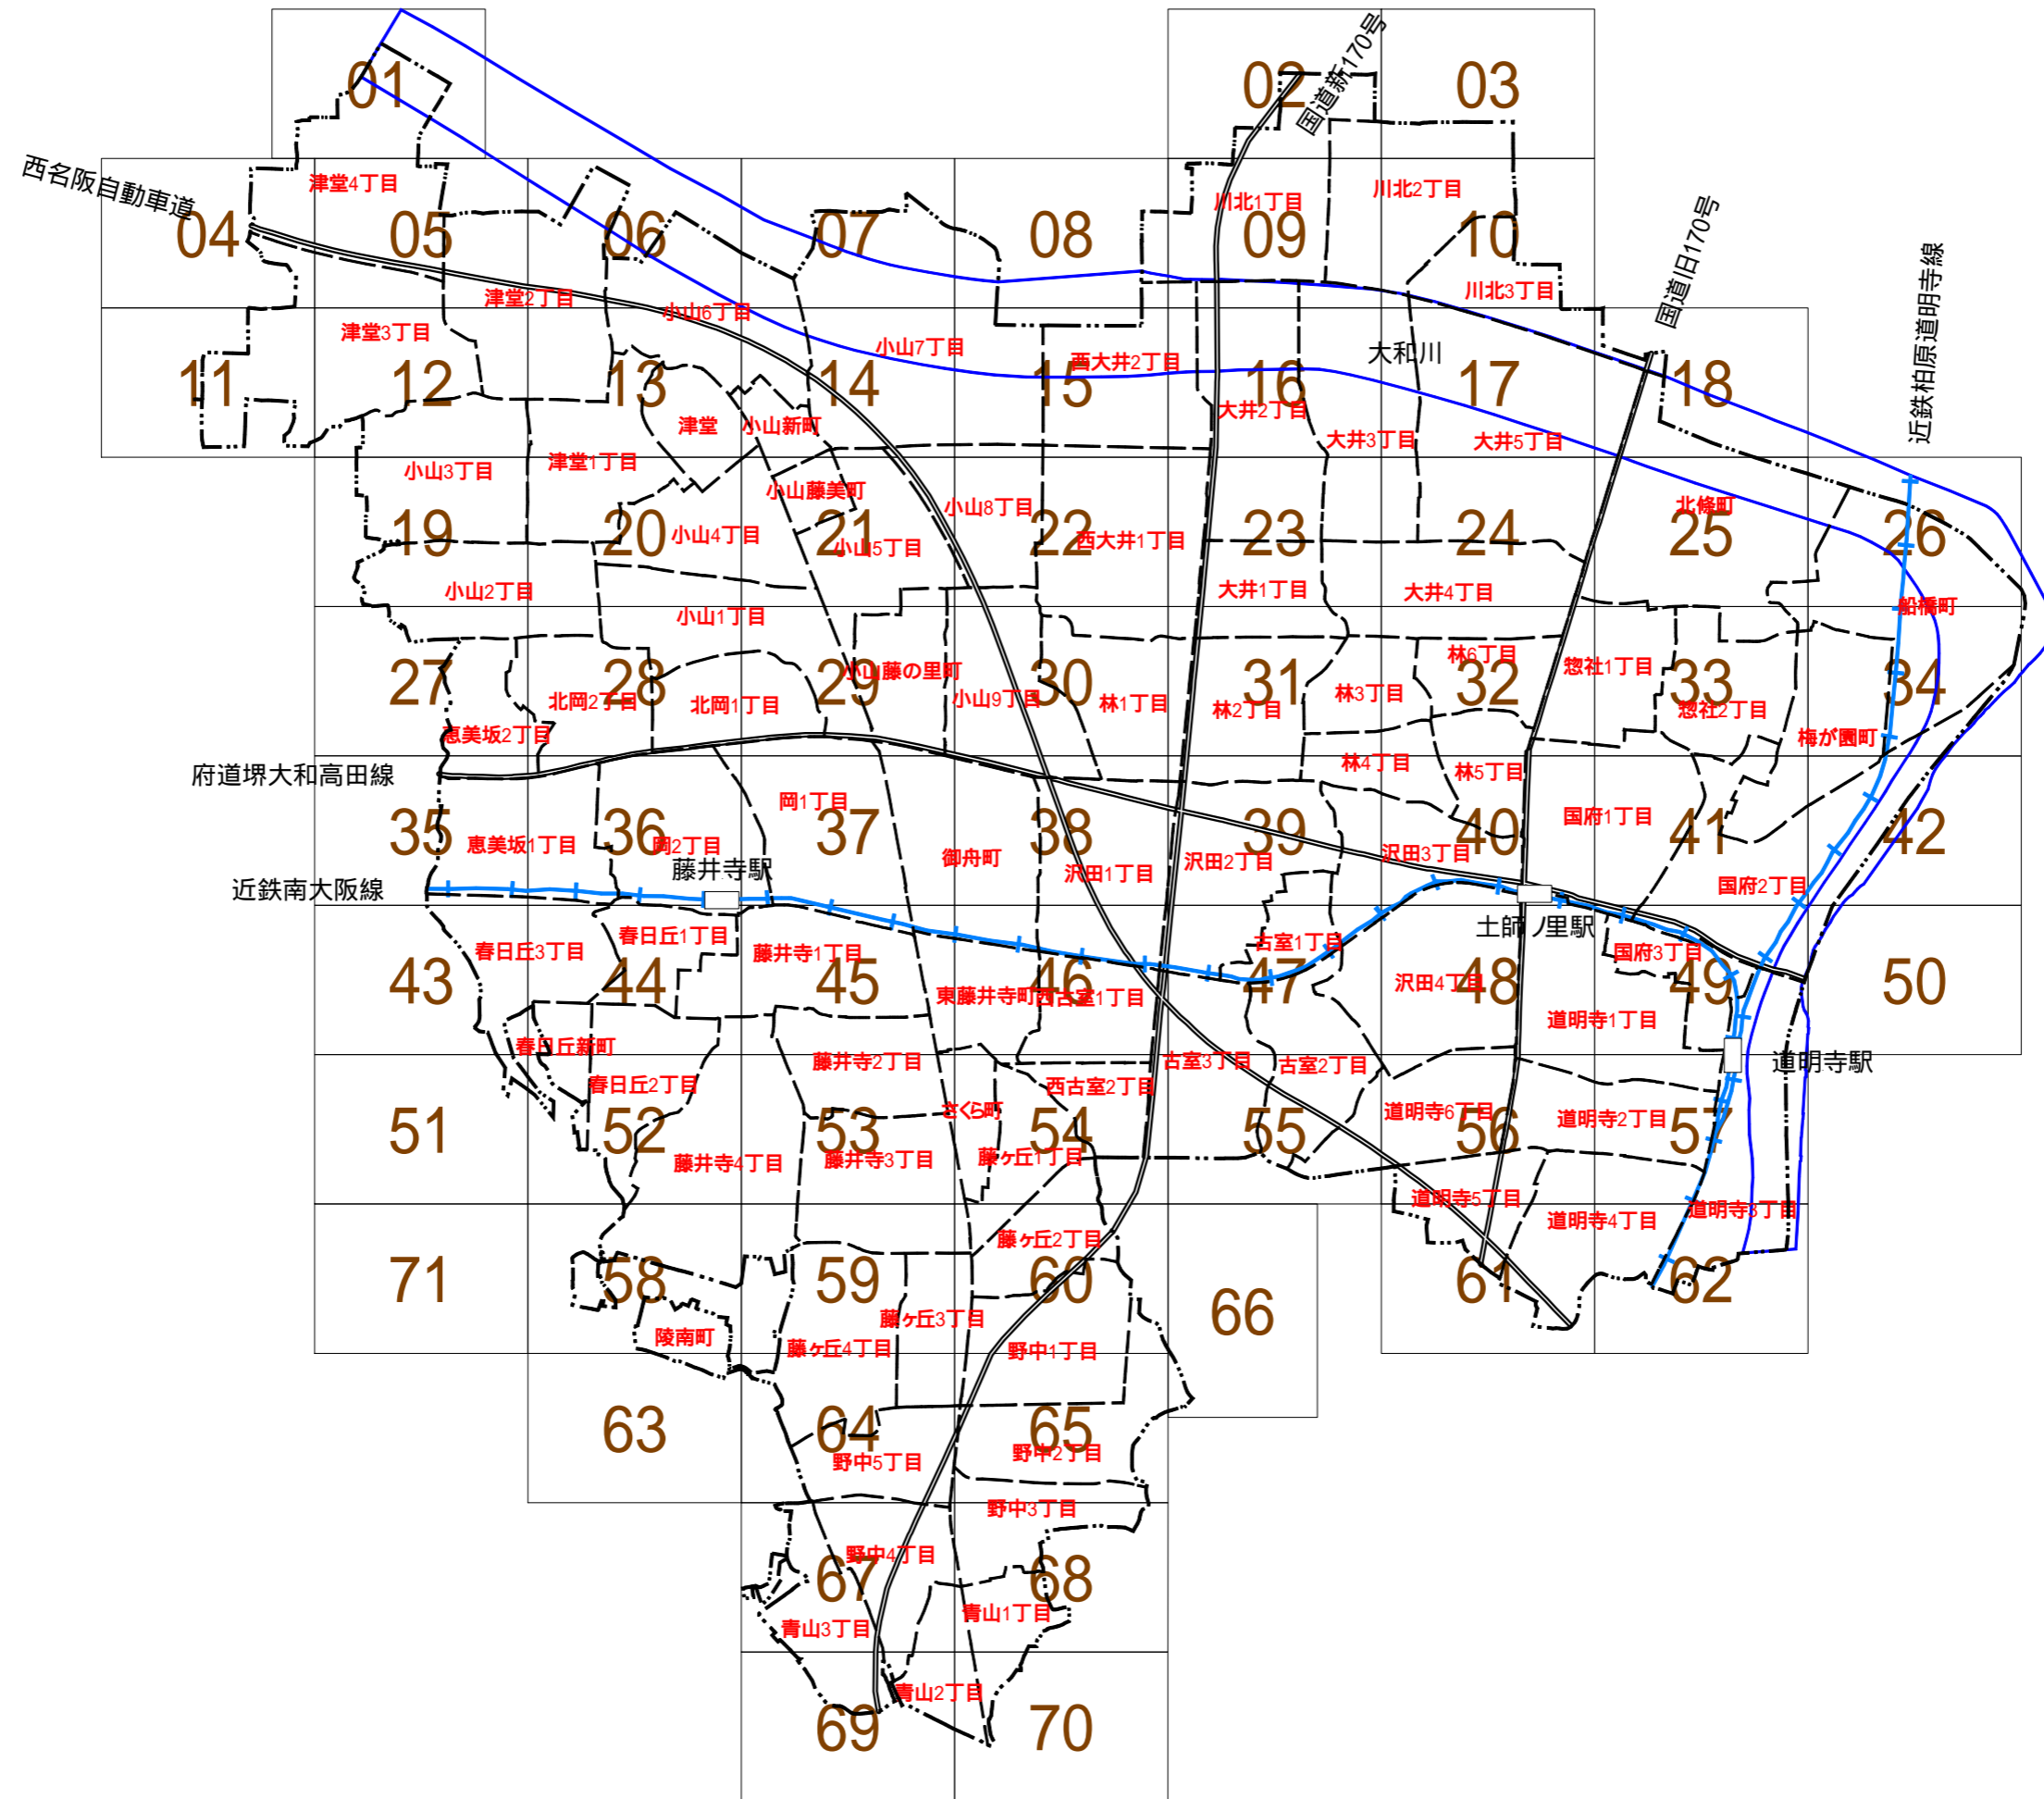 01
02
国道新170号
03
西名阪自動車道
津堂4丁目
04
05
06
07
08
川北1丁目
09
川北2丁目
10
国道旧170号
近鉄柏原道明寺線
津堂2丁目
小山6丁目
川北3丁目
津堂3丁目
小山7丁目
西大井2丁目
大和川
11
12
13
14
15
16
17
18
津堂
小山新町
大井2丁目
大井3丁目
大井5丁目
小山3丁目
津堂1丁目
小山藤美町
小山8丁目
北條町
19
20
小山4丁目
21
小山5丁目
22
西大井1丁目
23
24
25
26
小山2丁目
小山1丁目
大井1丁目
大井4丁目
船橋町
27
28
29
小山藤の里町
30
31
林6丁目
32
惣社1丁目
33
34
北岡2丁目
北岡1丁目
小山9丁目
林1丁目
林2丁目
林3丁目
惣社2丁目
恵美坂2丁目
梅が園町
府道堺大和高田線
林4丁目
林5丁目
岡1丁目
国府1丁目
35
恵美坂1丁目
36
岡2丁目
37
御舟町
38
39
40
41
42
藤井寺駅
沢田1丁目
沢田2丁目
沢田3丁目
近鉄南大阪線
国府2丁目
春日丘3丁目
春日丘1丁目
藤井寺1丁目
古室1丁目
土師ノ里駅
国府3丁目
43
44
45
46
47
48
49
50
東藤井寺町
西古室1丁目
沢田4丁目
道明寺1丁目
春日丘新町
藤井寺2丁目
古室3丁目
古室2丁目
道明寺駅
春日丘2丁目
西古室2丁目
51
52
53
さくら町
54
55
道明寺6丁目
56
道明寺2丁目
57
藤井寺4丁目
藤井寺3丁目
藤ヶ丘1丁目
道明寺5丁目
道明寺4丁目
道明寺3丁目
藤ヶ丘2丁目
71
58
59
60
66
61
62
陵南町
藤ヶ丘3丁目
藤ヶ丘4丁目
野中1丁目
63
64
65
野中5丁目
野中2丁目
野中3丁目
野中4丁目
67
68
青山3丁目
青山1丁目
青山2丁目
69
70